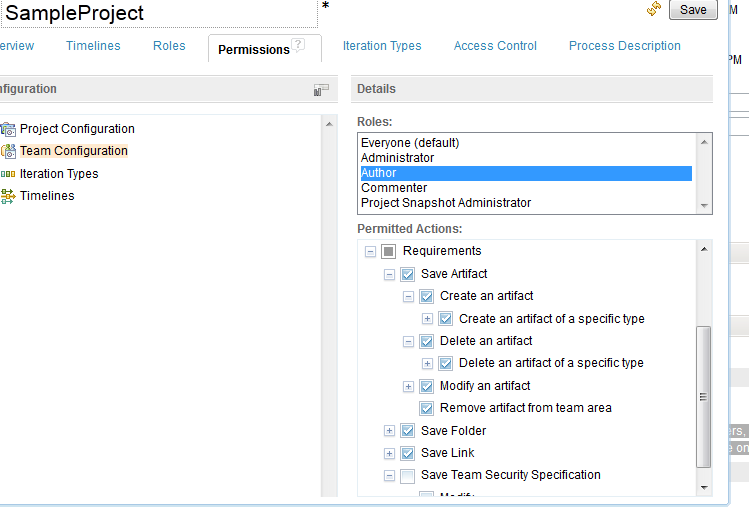 SampleProject
*
Save
M
erview
Timelines
Roles
Permissions
?
Iteration Types
Access Control
Process Description
PM
nfiguration
Details
Project Configuration
Team Configuration
Iteration Types
Timelines
Roles:
Everyone (default)
Administrator
Author
Commenter
Project Snapshot Administrator
Permitted Actions:
Requirements
Save Artifact
Create an artifact
Create an artifact of a specific type
Delete an artifact
Delete an artifact of a specific type
Modify an artifact
Remove artifact from team area
Save Folder
Save Link
Save Team Security Specification
Modify
ers,
e on